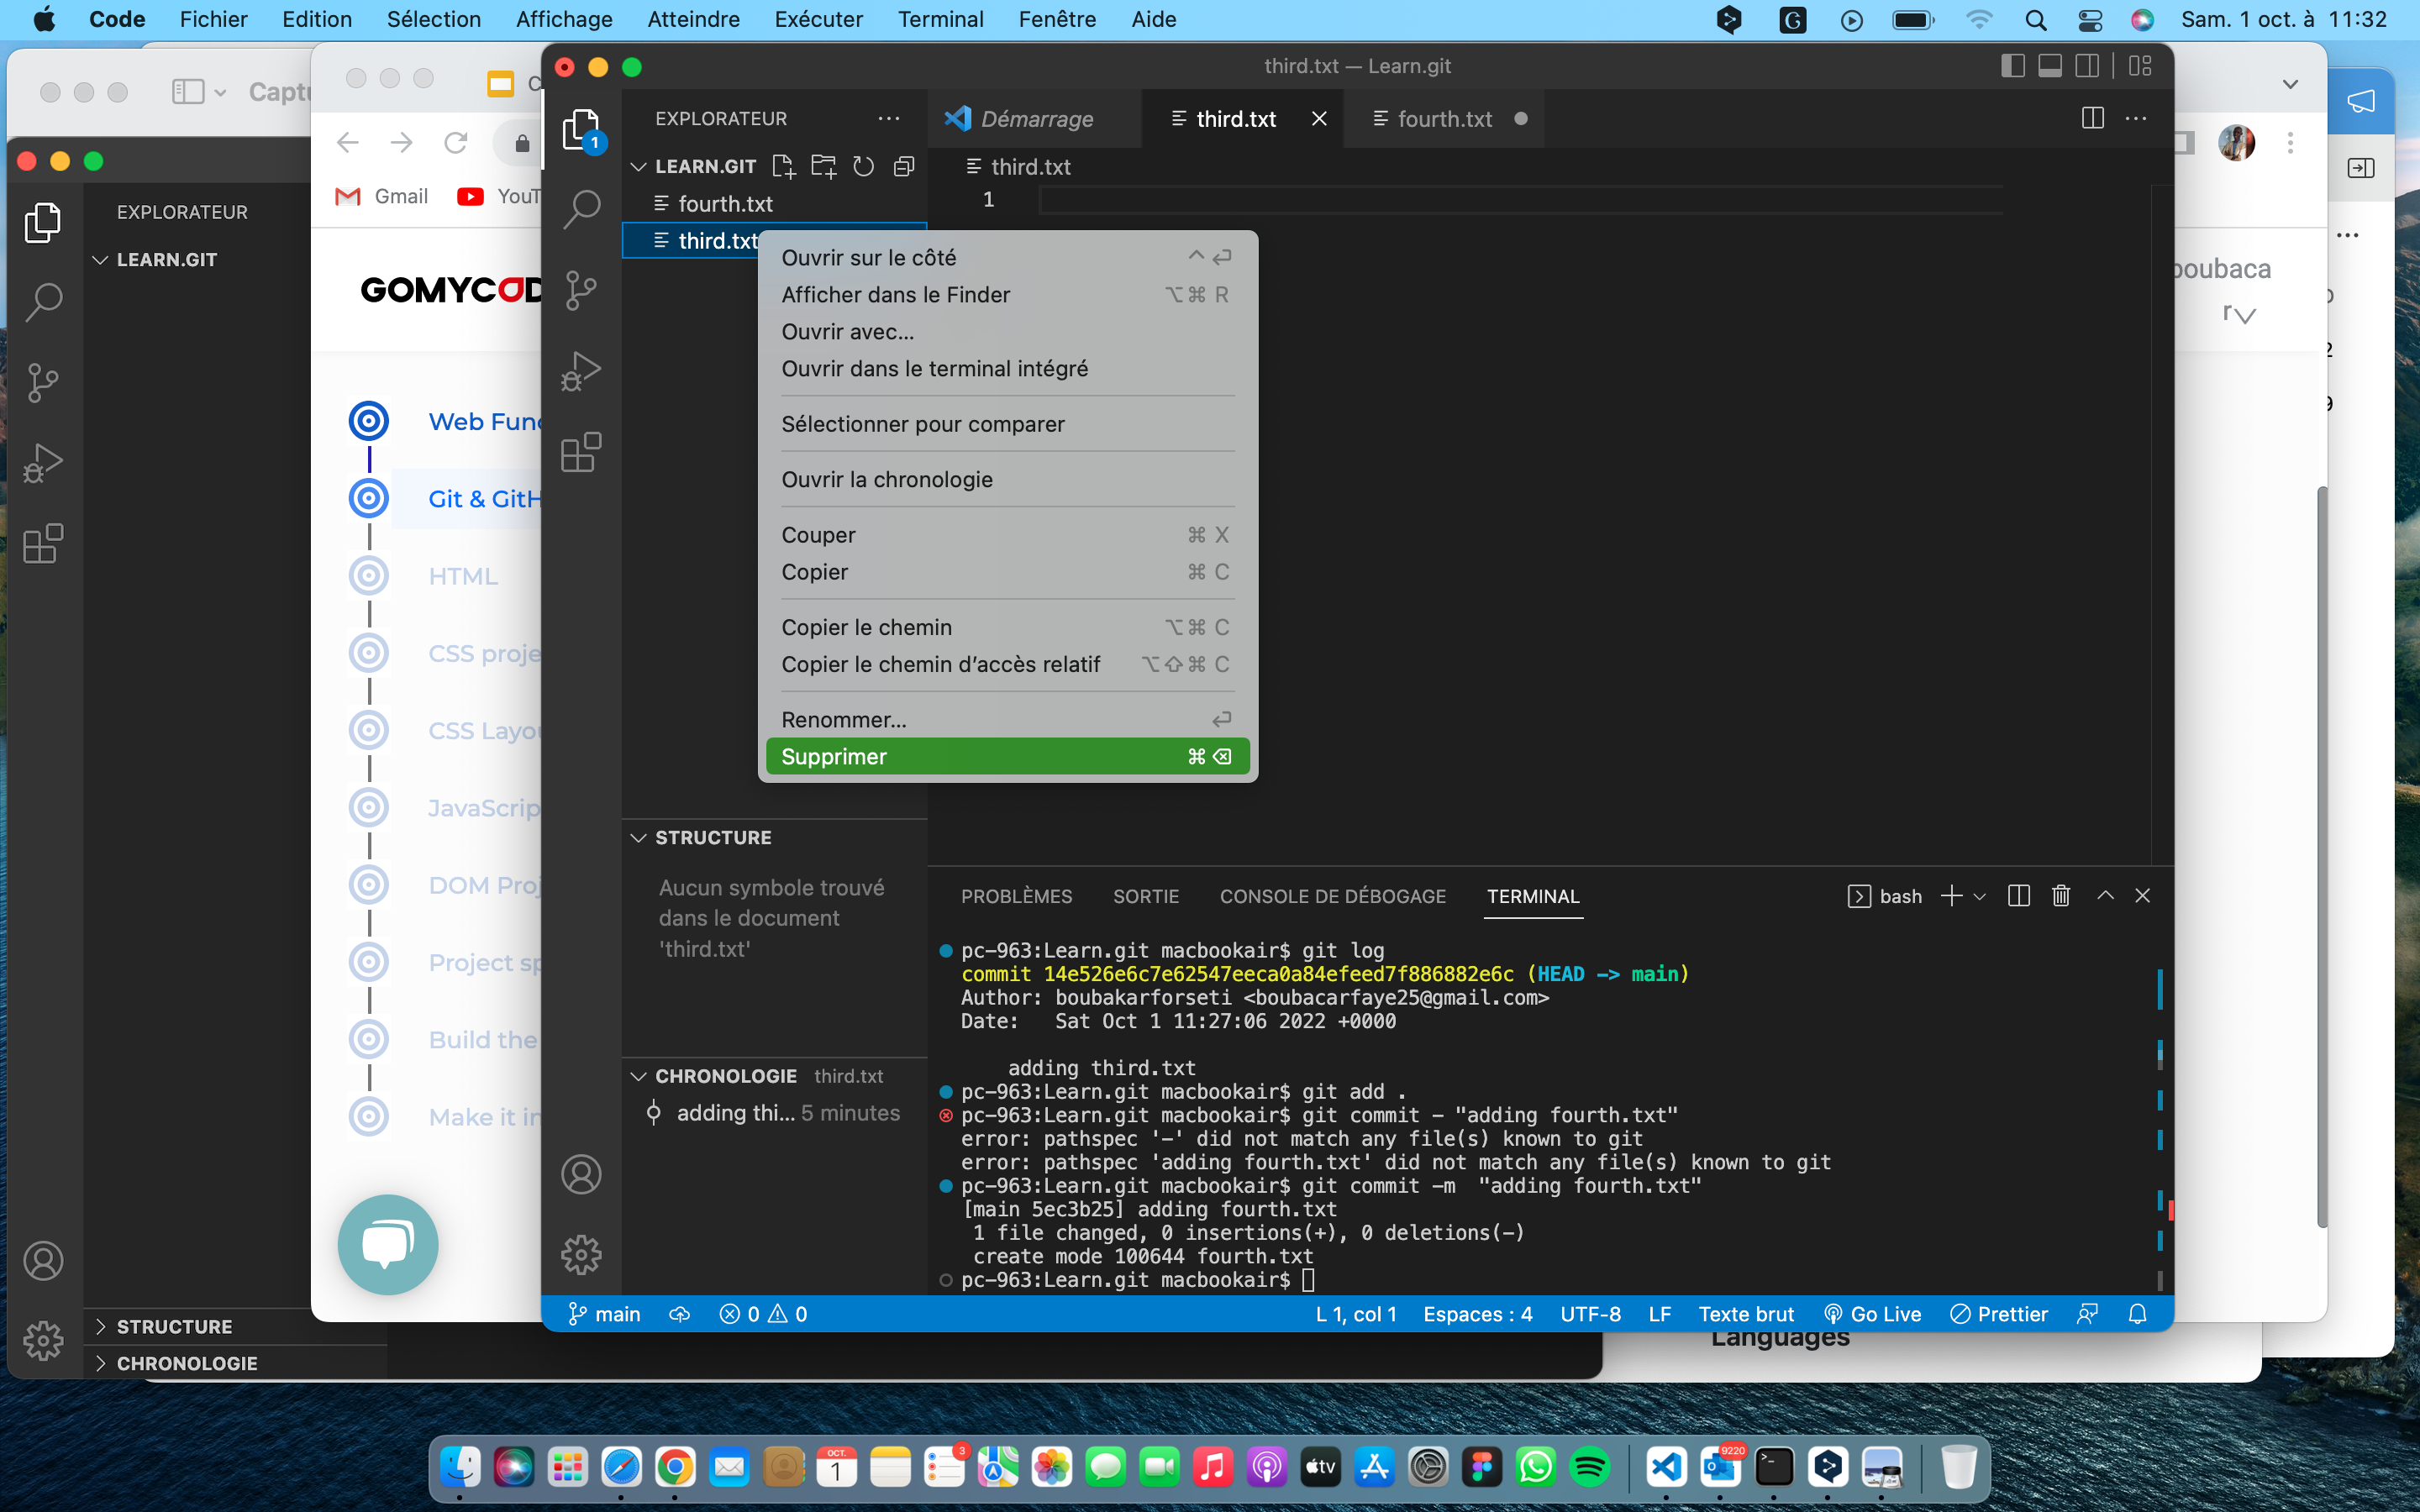 Code Fichier Edition Sélection Affichage Atteindre Exécuter Terminal Fenêtre Aide
Sam. 1 oct. à 11:32
third.txt — Learn.git
EXPLORATEUR
LEARN.GIT
STRUCTURE
CHRONOLOGIE
Gmail
GOMYCOD
Git & GitH
HTML
CSS proje
CSS Layou
JavaScrip
DOM Proj
Project sp
Build the
Make it in
1
EXPLORATEUR
LEARN.GIT
fourth.txt
third.txt
Démarrage
third.txt
fourth.txt
third.txt
1
Ouvrir sur le côté
Afficher dans le Finder ⌥⌘ R
Ouvrir avec...
Ouvrir dans le terminal intégré
Sélectionner pour comparer
Ouvrir la chronologie
Couper ⌘ X
Copier ⌘ C
Copier le chemin ⌥⌘ C
Copier le chemin d’accès relatif ⌥⇧⌘ C
Renommer...
Supprimer ⌘⌫
STRUCTURE
Aucun symbole trouvé
dans le document
'third.txt'
CHRONOLOGIE third.txt
adding thi... 5 minutes
PROBLÈMES SORTIE CONSOLE DE DÉBOGAGE TERMINAL
bash
pc-963:Learn.git macbookair$ git log
commit 14e526e6c7e62547eeca0a84efeed7f886882e6c (HEAD -> main)
Author: boubakarforseti <boubacarfaye25@gmail.com>
Date: Sat Oct 1 11:27:06 2022 +0000
adding third.txt
pc-963:Learn.git macbookair$ git add .
pc-963:Learn.git macbookair$ git commit - "adding fourth.txt"
error: pathspec '-' did not match any file(s) known to git
error: pathspec 'adding fourth.txt' did not match any file(s) known to git
pc-963:Learn.git macbookair$ git commit -m "adding fourth.txt"
[main 5ec3b25] adding fourth.txt
1 file changed, 0 insertions(+), 0 deletions(-)
create mode 100644 fourth.txt
pc-963:Learn.git macbookair$
main 0 0
L 1, col 1 Espaces : 4 UTF-8 LF Texte brut Go Live Prettier
boubaca
r
Languages
OCT.
1
3
tv
9220